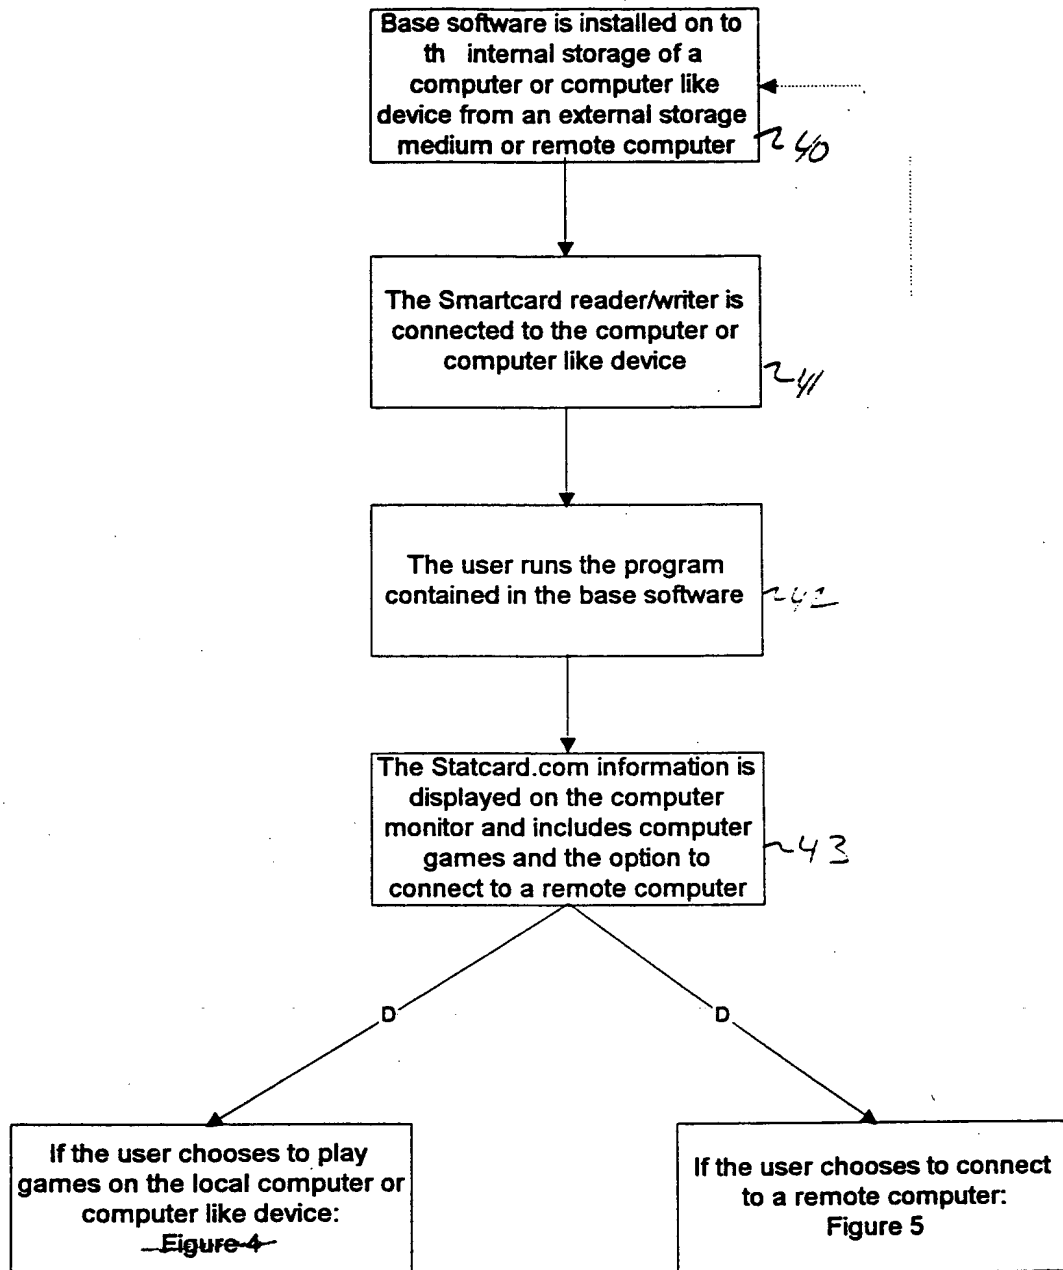 Base software is installed on to
th internal storage of a
computer or computer like
device from an external storage
medium or remote computer
40
The Smartcard reader/writer is
connected to the computer or
computer like device
41
The user runs the program
contained in the base software
42
The Statcard.com information is
displayed on the computer
monitor and includes computer
games and the option to
connect to a remote computer
43
D
D
If the user chooses to play
games on the local computer or
computer like device:
Figure 4
If the user chooses to connect
to a remote computer:
Figure 5